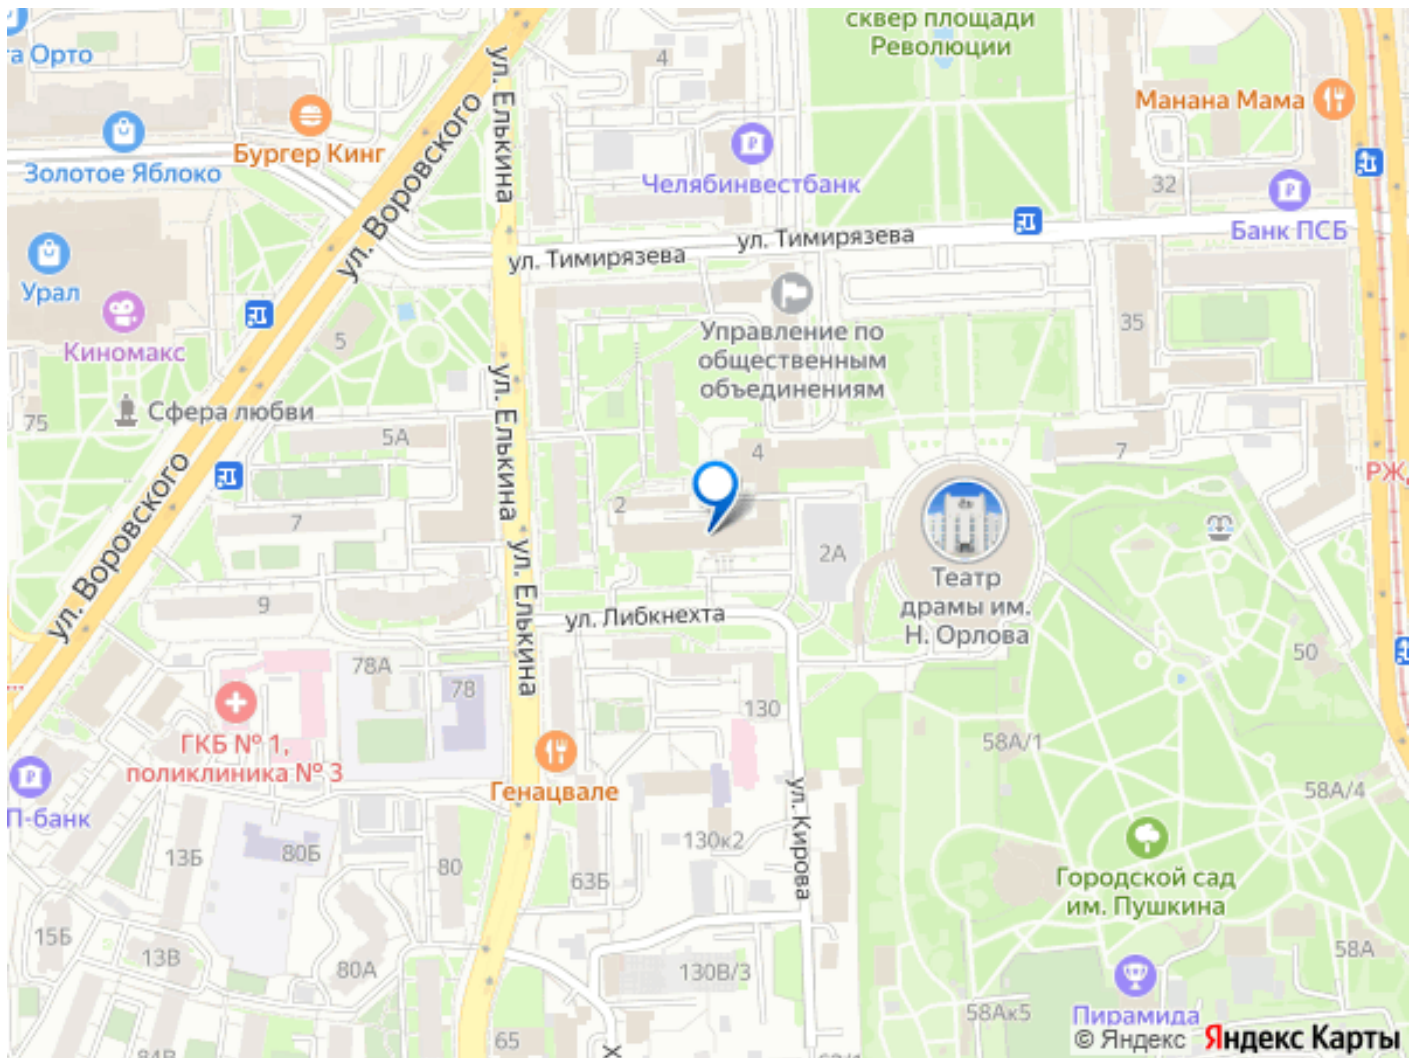 сквер площади
Революции
та Орто
4
Манана Мама
Бургер Кинг
Золотое Яблоко
ул. Елькина
ул. Воровского
Челябинвестбанк
32
Банк ПСБ
ул. Тимирязева
ул. Тимирязева
Урал
Киномакс
5
Управление по
общественным
объединениям
35
75
Сфера любви
5А
ул. Елькина
4
7
РЖД
2
7
2А
ул. Воровского
Театр
драмы им.
Н. Орлова
9
ул. Либкнехта
ул. Елькина
50
78А
78
130
ГКБ № 1,
поликлиника № 3
58А/1
Генацвале
58А/4
П-банк
ул. Кирова
13Б
80Б
80
63Б
130к2
Городской сад
им. Пушкина
15Б
13В
80А
130В/3
58А
58Ак5
Пирамида
65
84В
© Яндекс Яндекс Карты